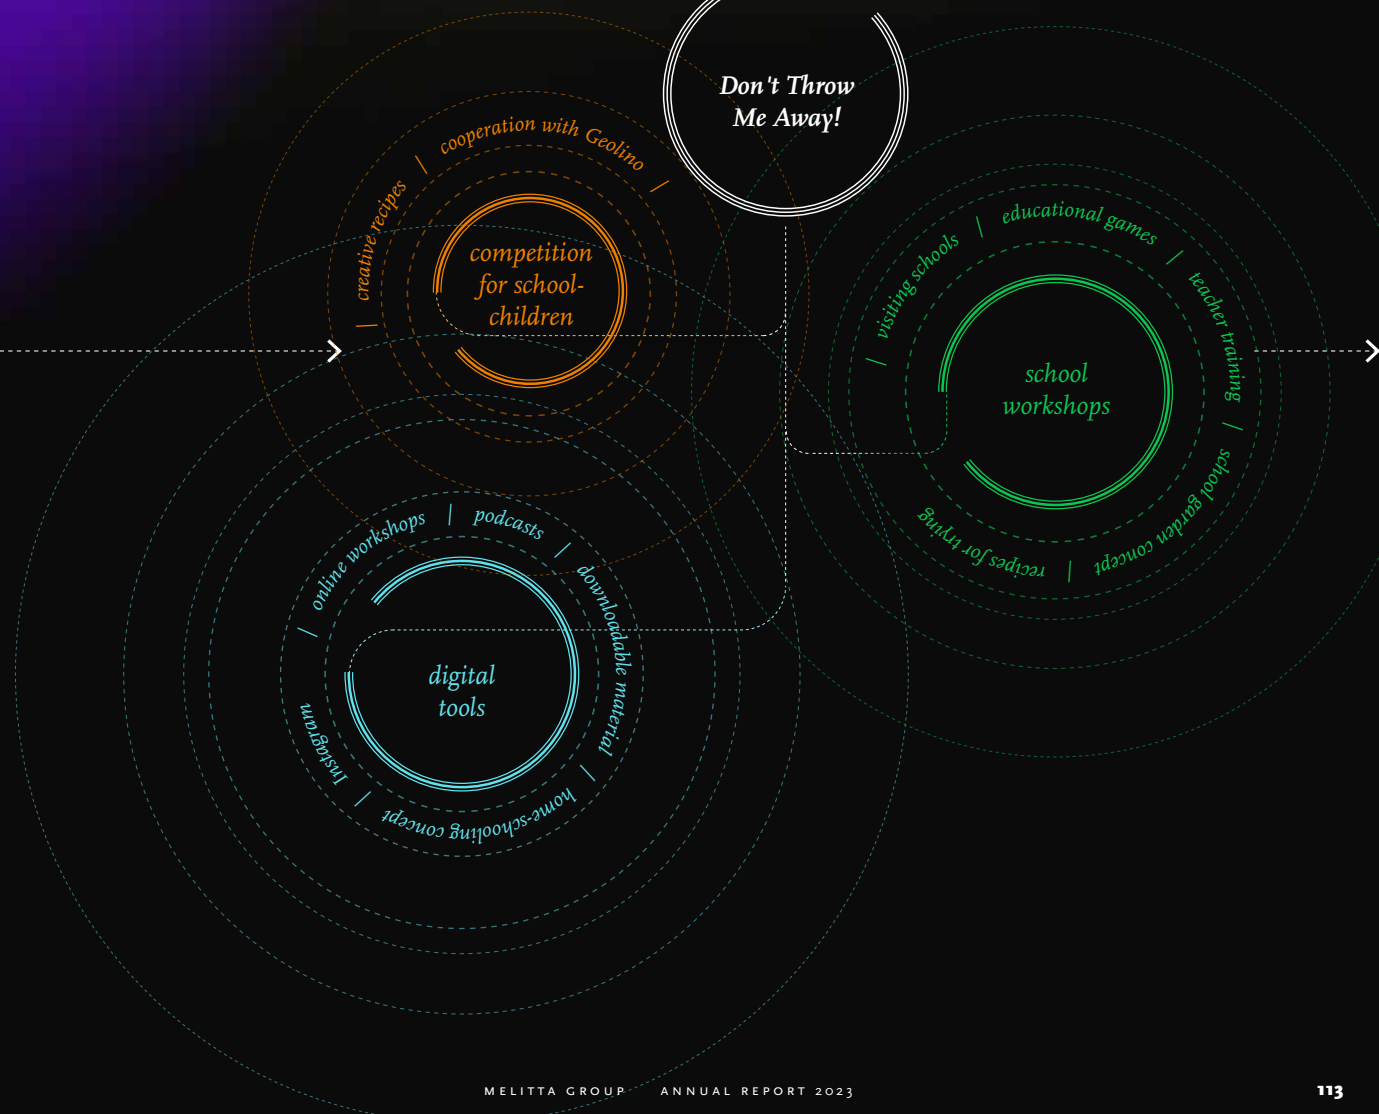 Don't Throw
Me Away!
creative recipes | cooperation with Geolino |
competition
for school-
children
| visiting schools | educational games | teacher training | school garden concept | recipes for trying
school
workshops
| online workshops | podcasts | downloadable material | home-schooling concept | Instagram
digital
tools
MELITTA GROUP ANNUAL REPORT 2023
113